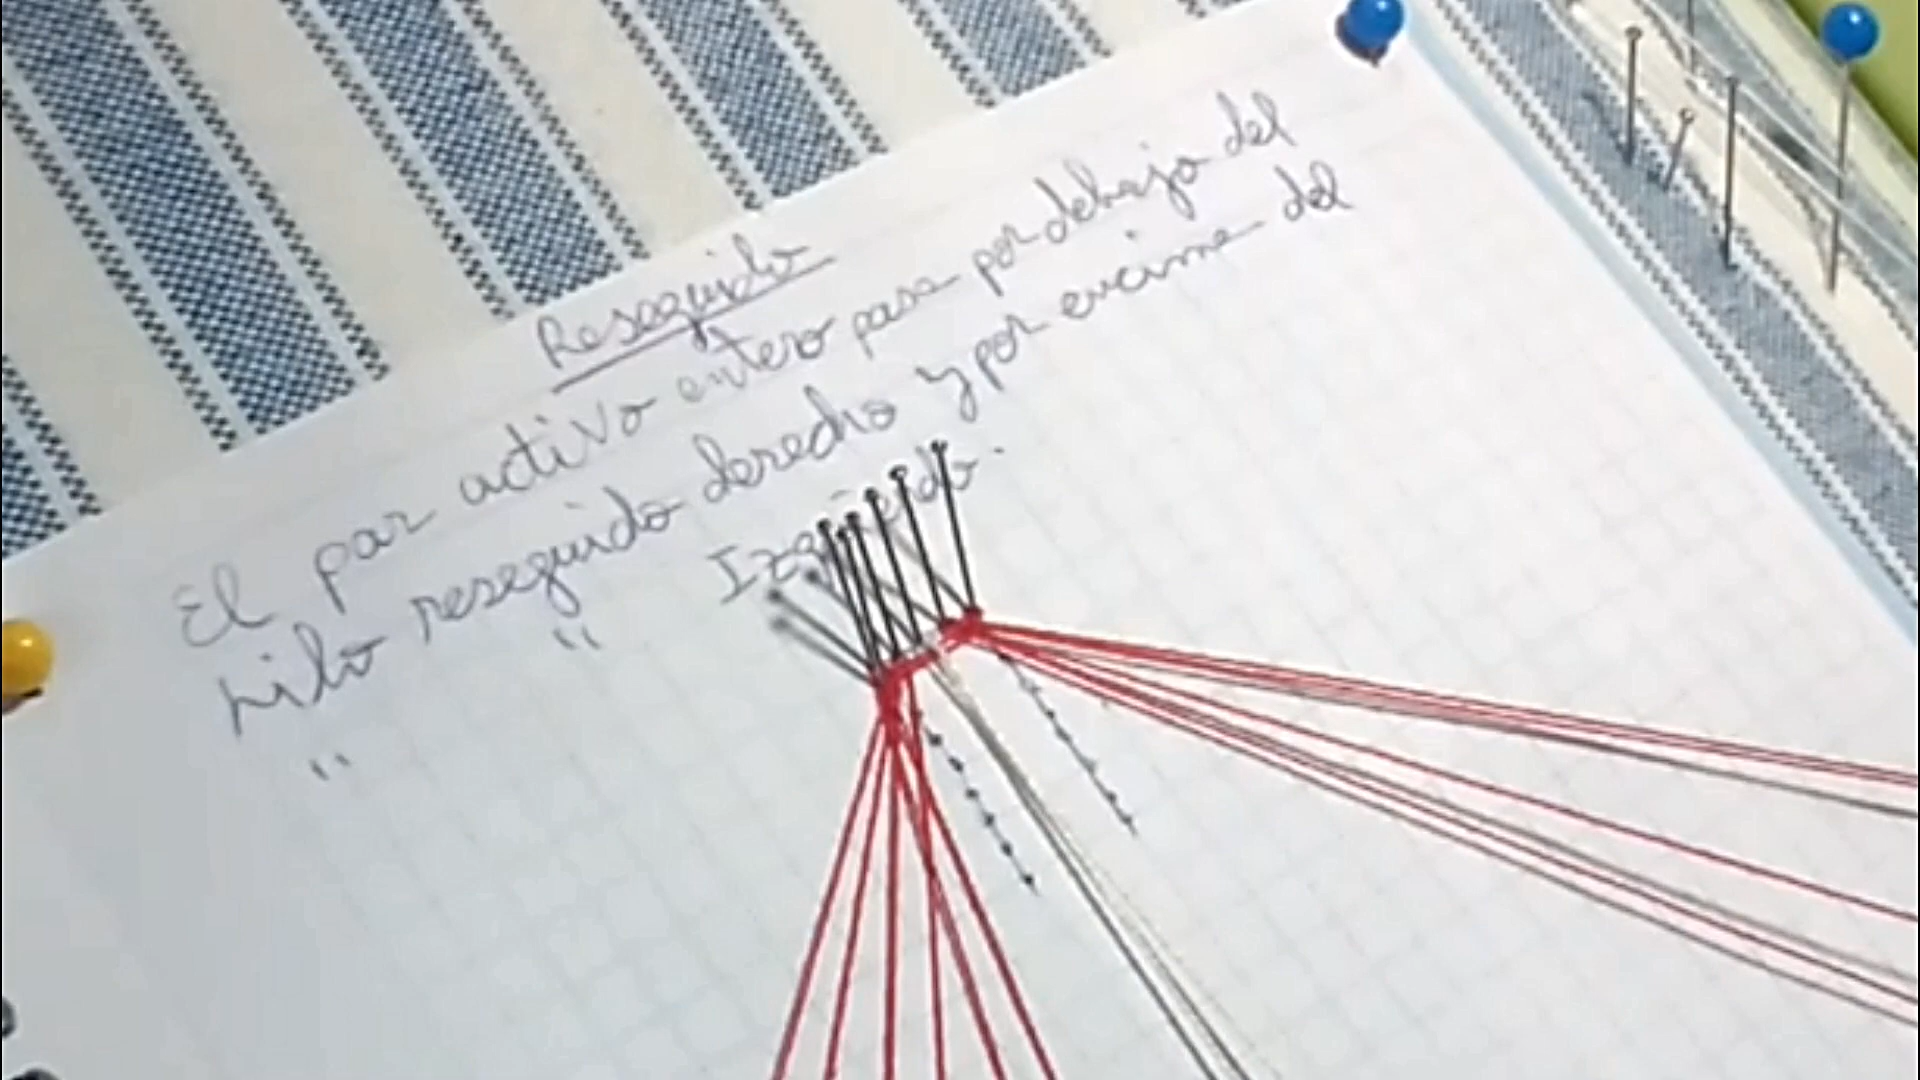 Reseguido
El par activo entero pasa por debajo del
hilo reseguido derecho y por encima del
" " Izquierdo.